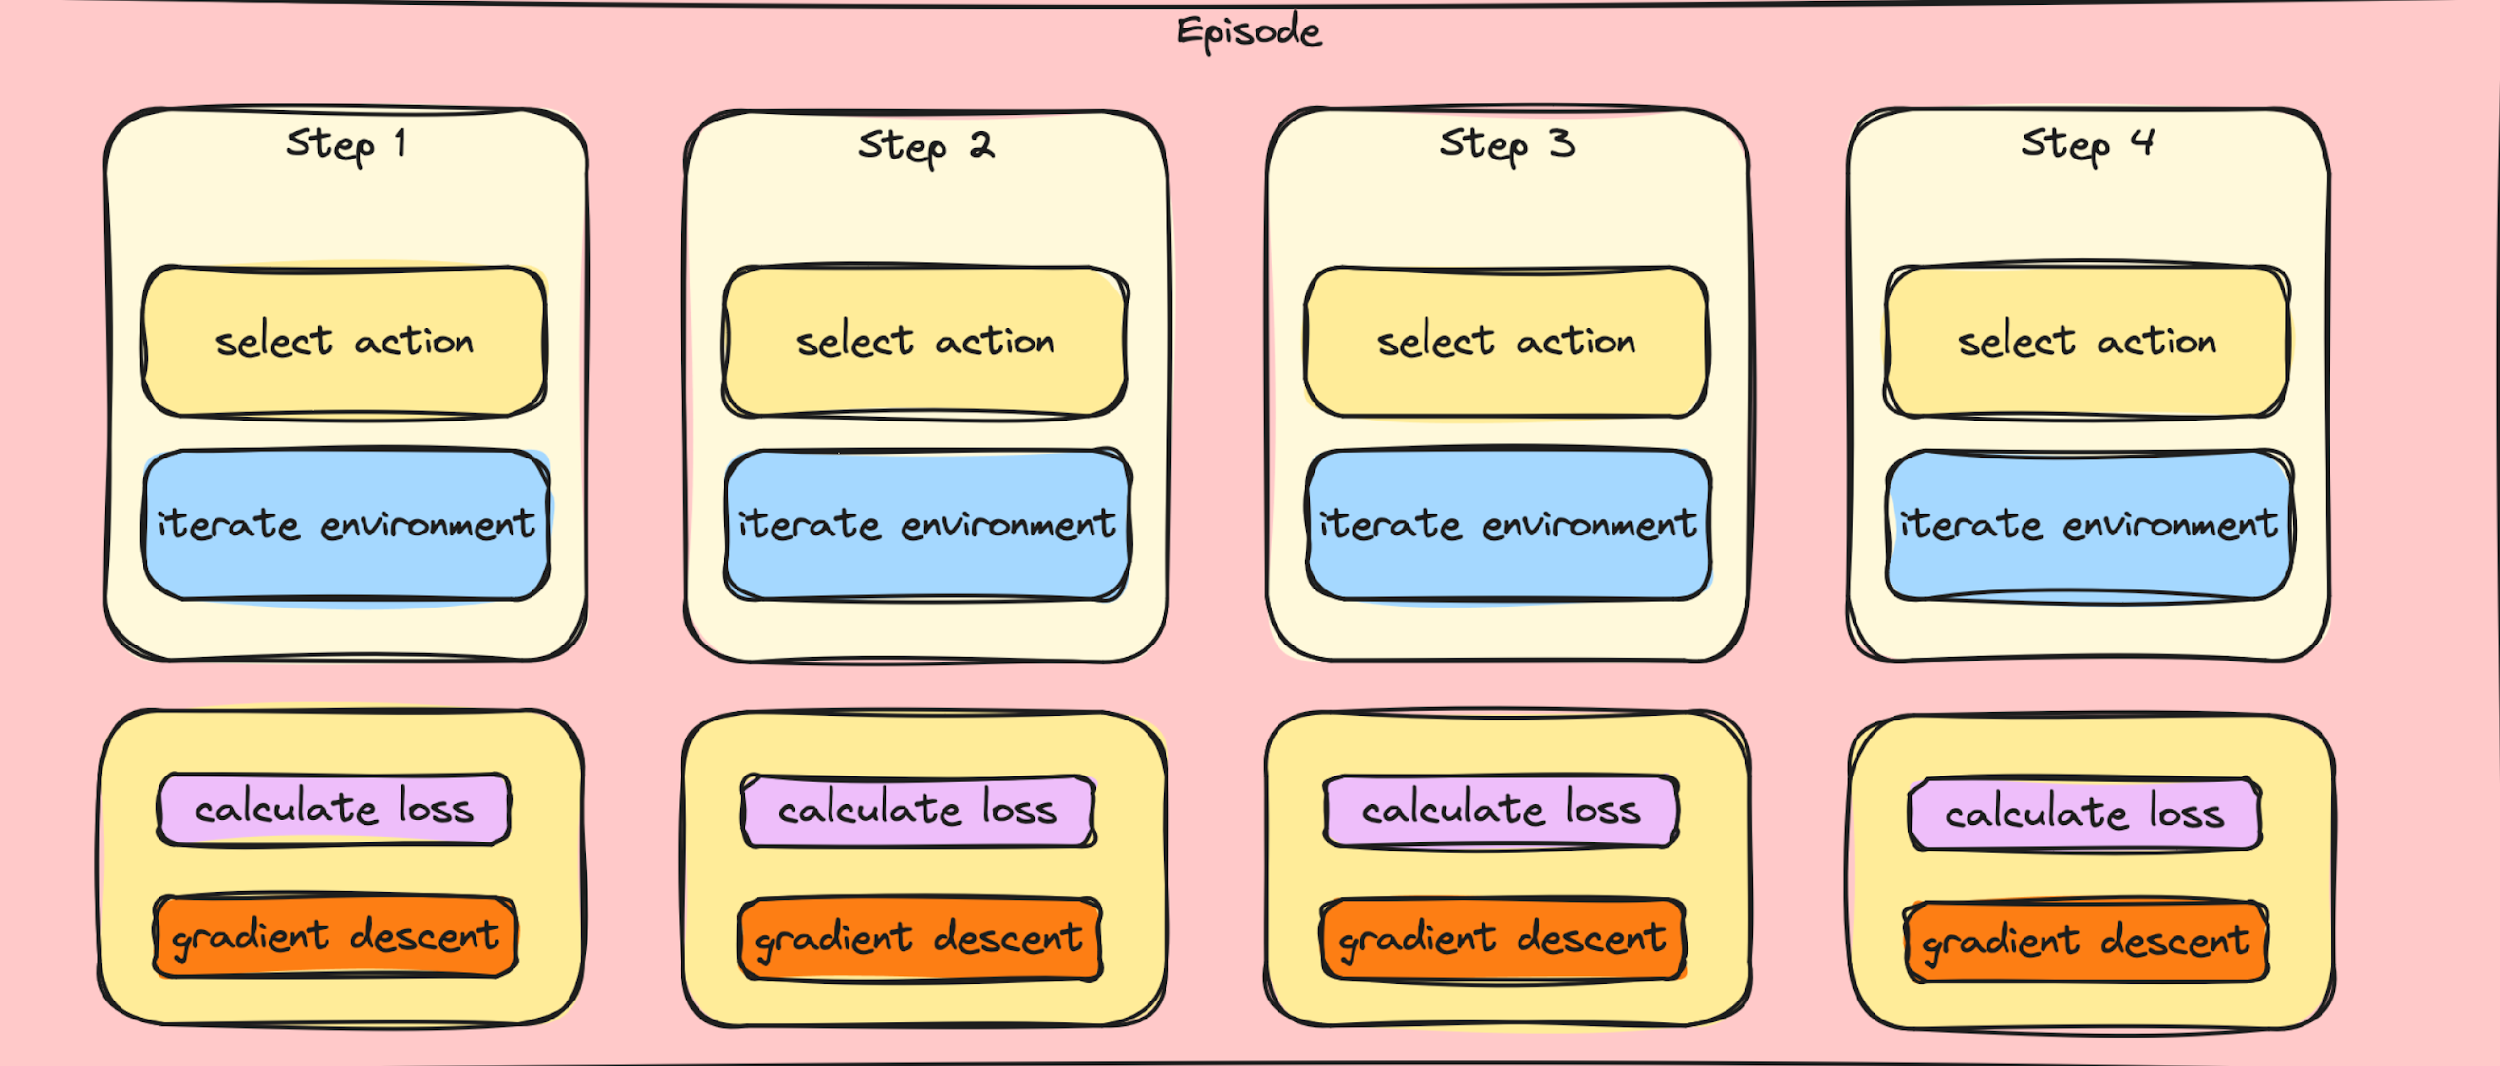 Episode
Step 1
select action
iterate environment
calculate loss
gradient descent
Step 2
select action
iterate environment
calculate loss
gradient descent
Step 3
select action
iterate environment
calculate loss
gradient descent
Step 4
select action
iterate environment
calculate loss
gradient descent